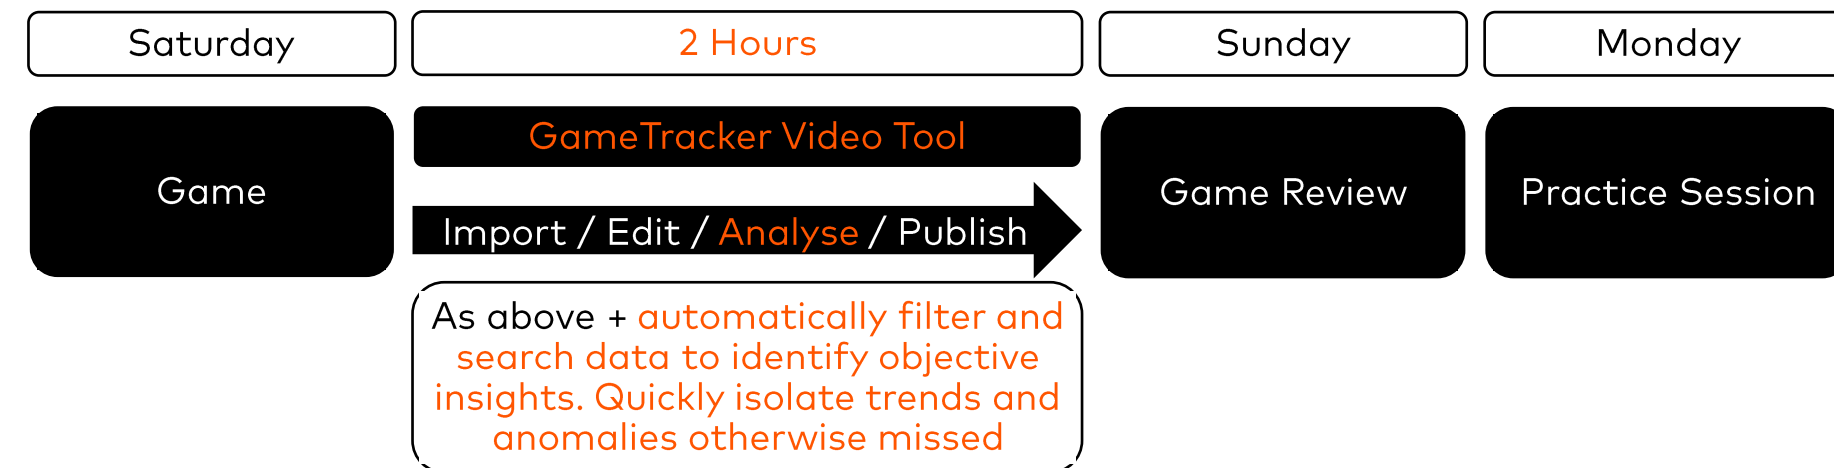 Saturday
2 Hours
Sunday
Monday
Game
GameTracker Video Tool
Import / Edit / Analyse / Publish
Game Review
Practice Session
As above + automatically filter and
search data to identify objective
insights. Quickly isolate trends and
anomalies otherwise missed